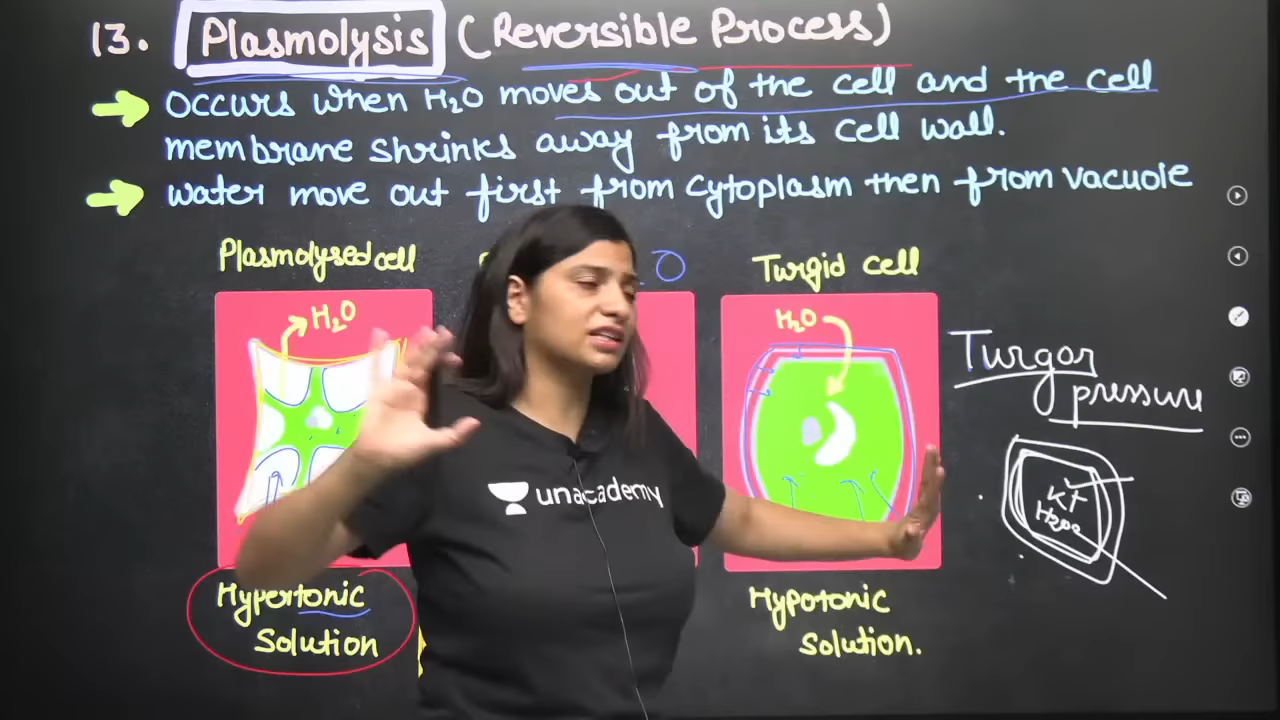 13. Plasmolysis (Reversible Process)
Occurs when H₂O moves out of the cell and the cell
membrane shrinks away from its cell wall.
water move out first from cytoplasm then from vacuole
Plasmolysed cell
O
Turgid cell
H₂O
H₂O
Turgor
pressure
K+
H₂O
unacademy
Hypertonic
Solution
Hypotonic
Solution.